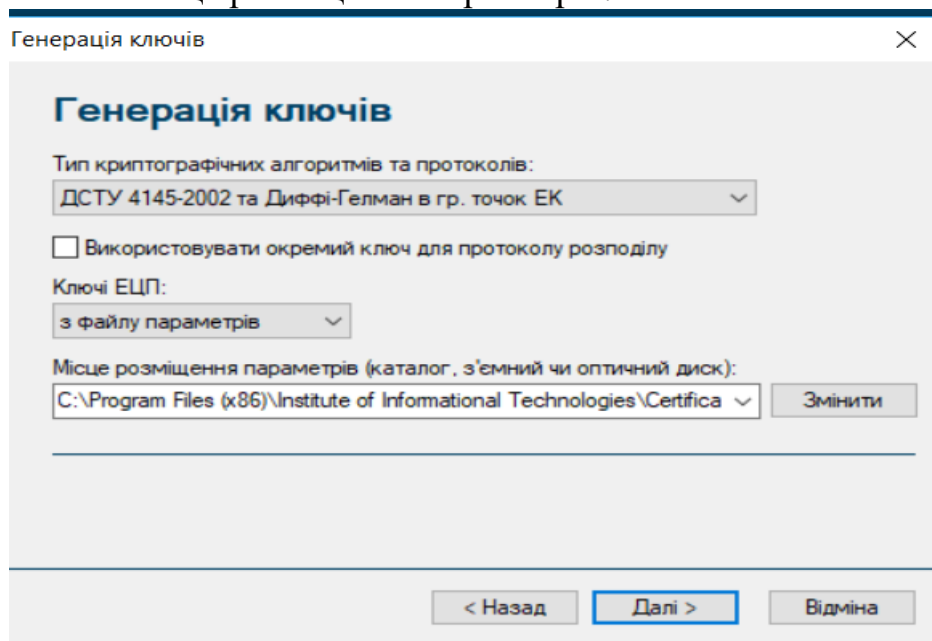 Генерація ключів
Генерація ключів
Тип криптографічних алгоритмів та протоколів:
ДСТУ 4145-2002 та Диффі-Гелман в гр. точок ЕК
Використовувати окремий ключ для протоколу розподілу
Ключі ЕЦП:
з файлу параметрів
Місце розміщення параметрів (каталог, з'ємний чи оптичний диск):
C:\Program Files (x86)\Institute of Informational Technologies\Certifica Змінити
< Назад Далі > Відміна